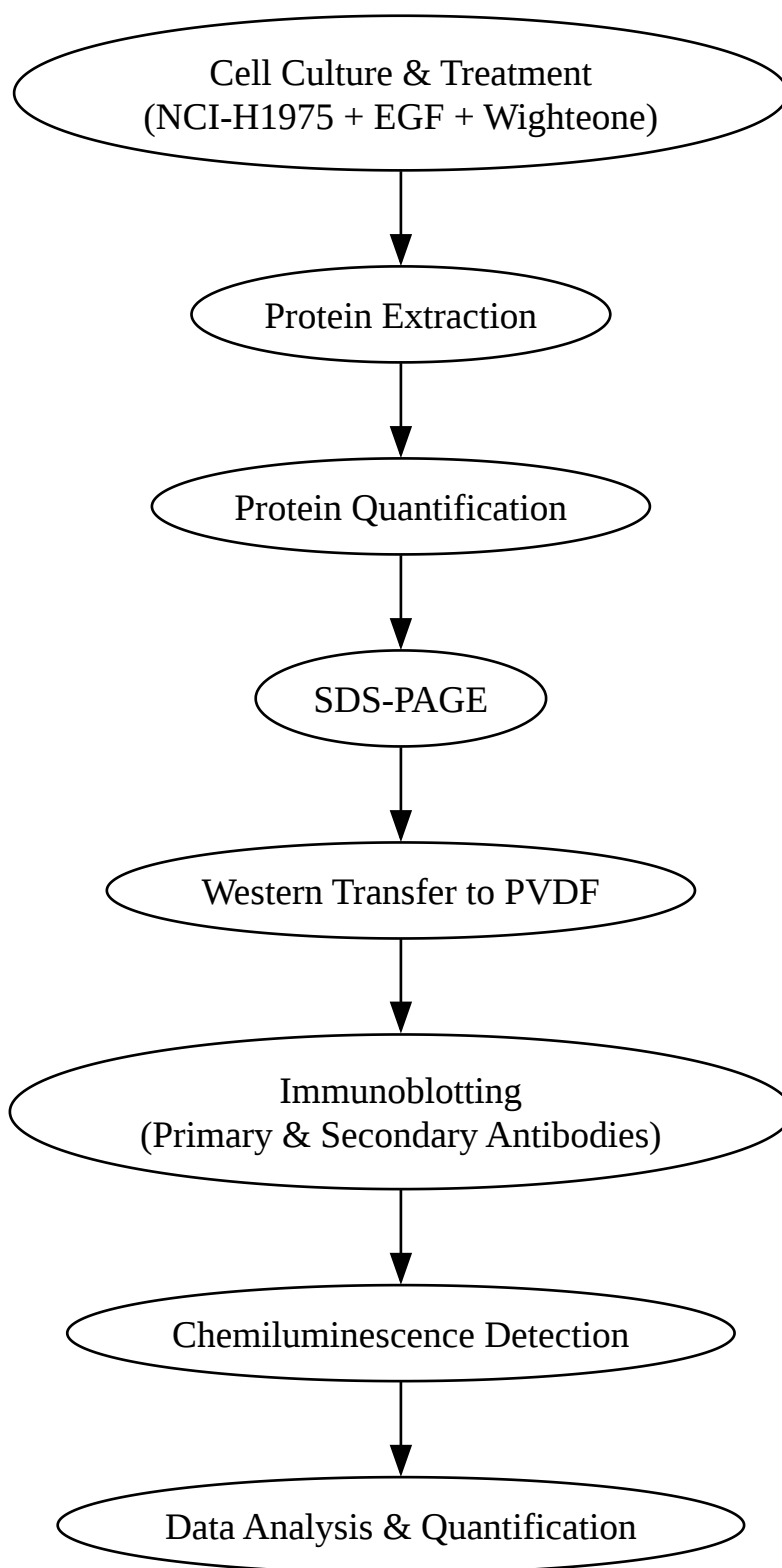 Cell Culture & Treatment
(NCI-H1975 + EGF + Wighteone)
Protein Extraction
Protein Quantification
SDS-PAGE
Western Transfer to PVDF
Immunoblotting
(Primary & Secondary Antibodies)
Chemiluminescence Detection
Data Analysis & Quantification